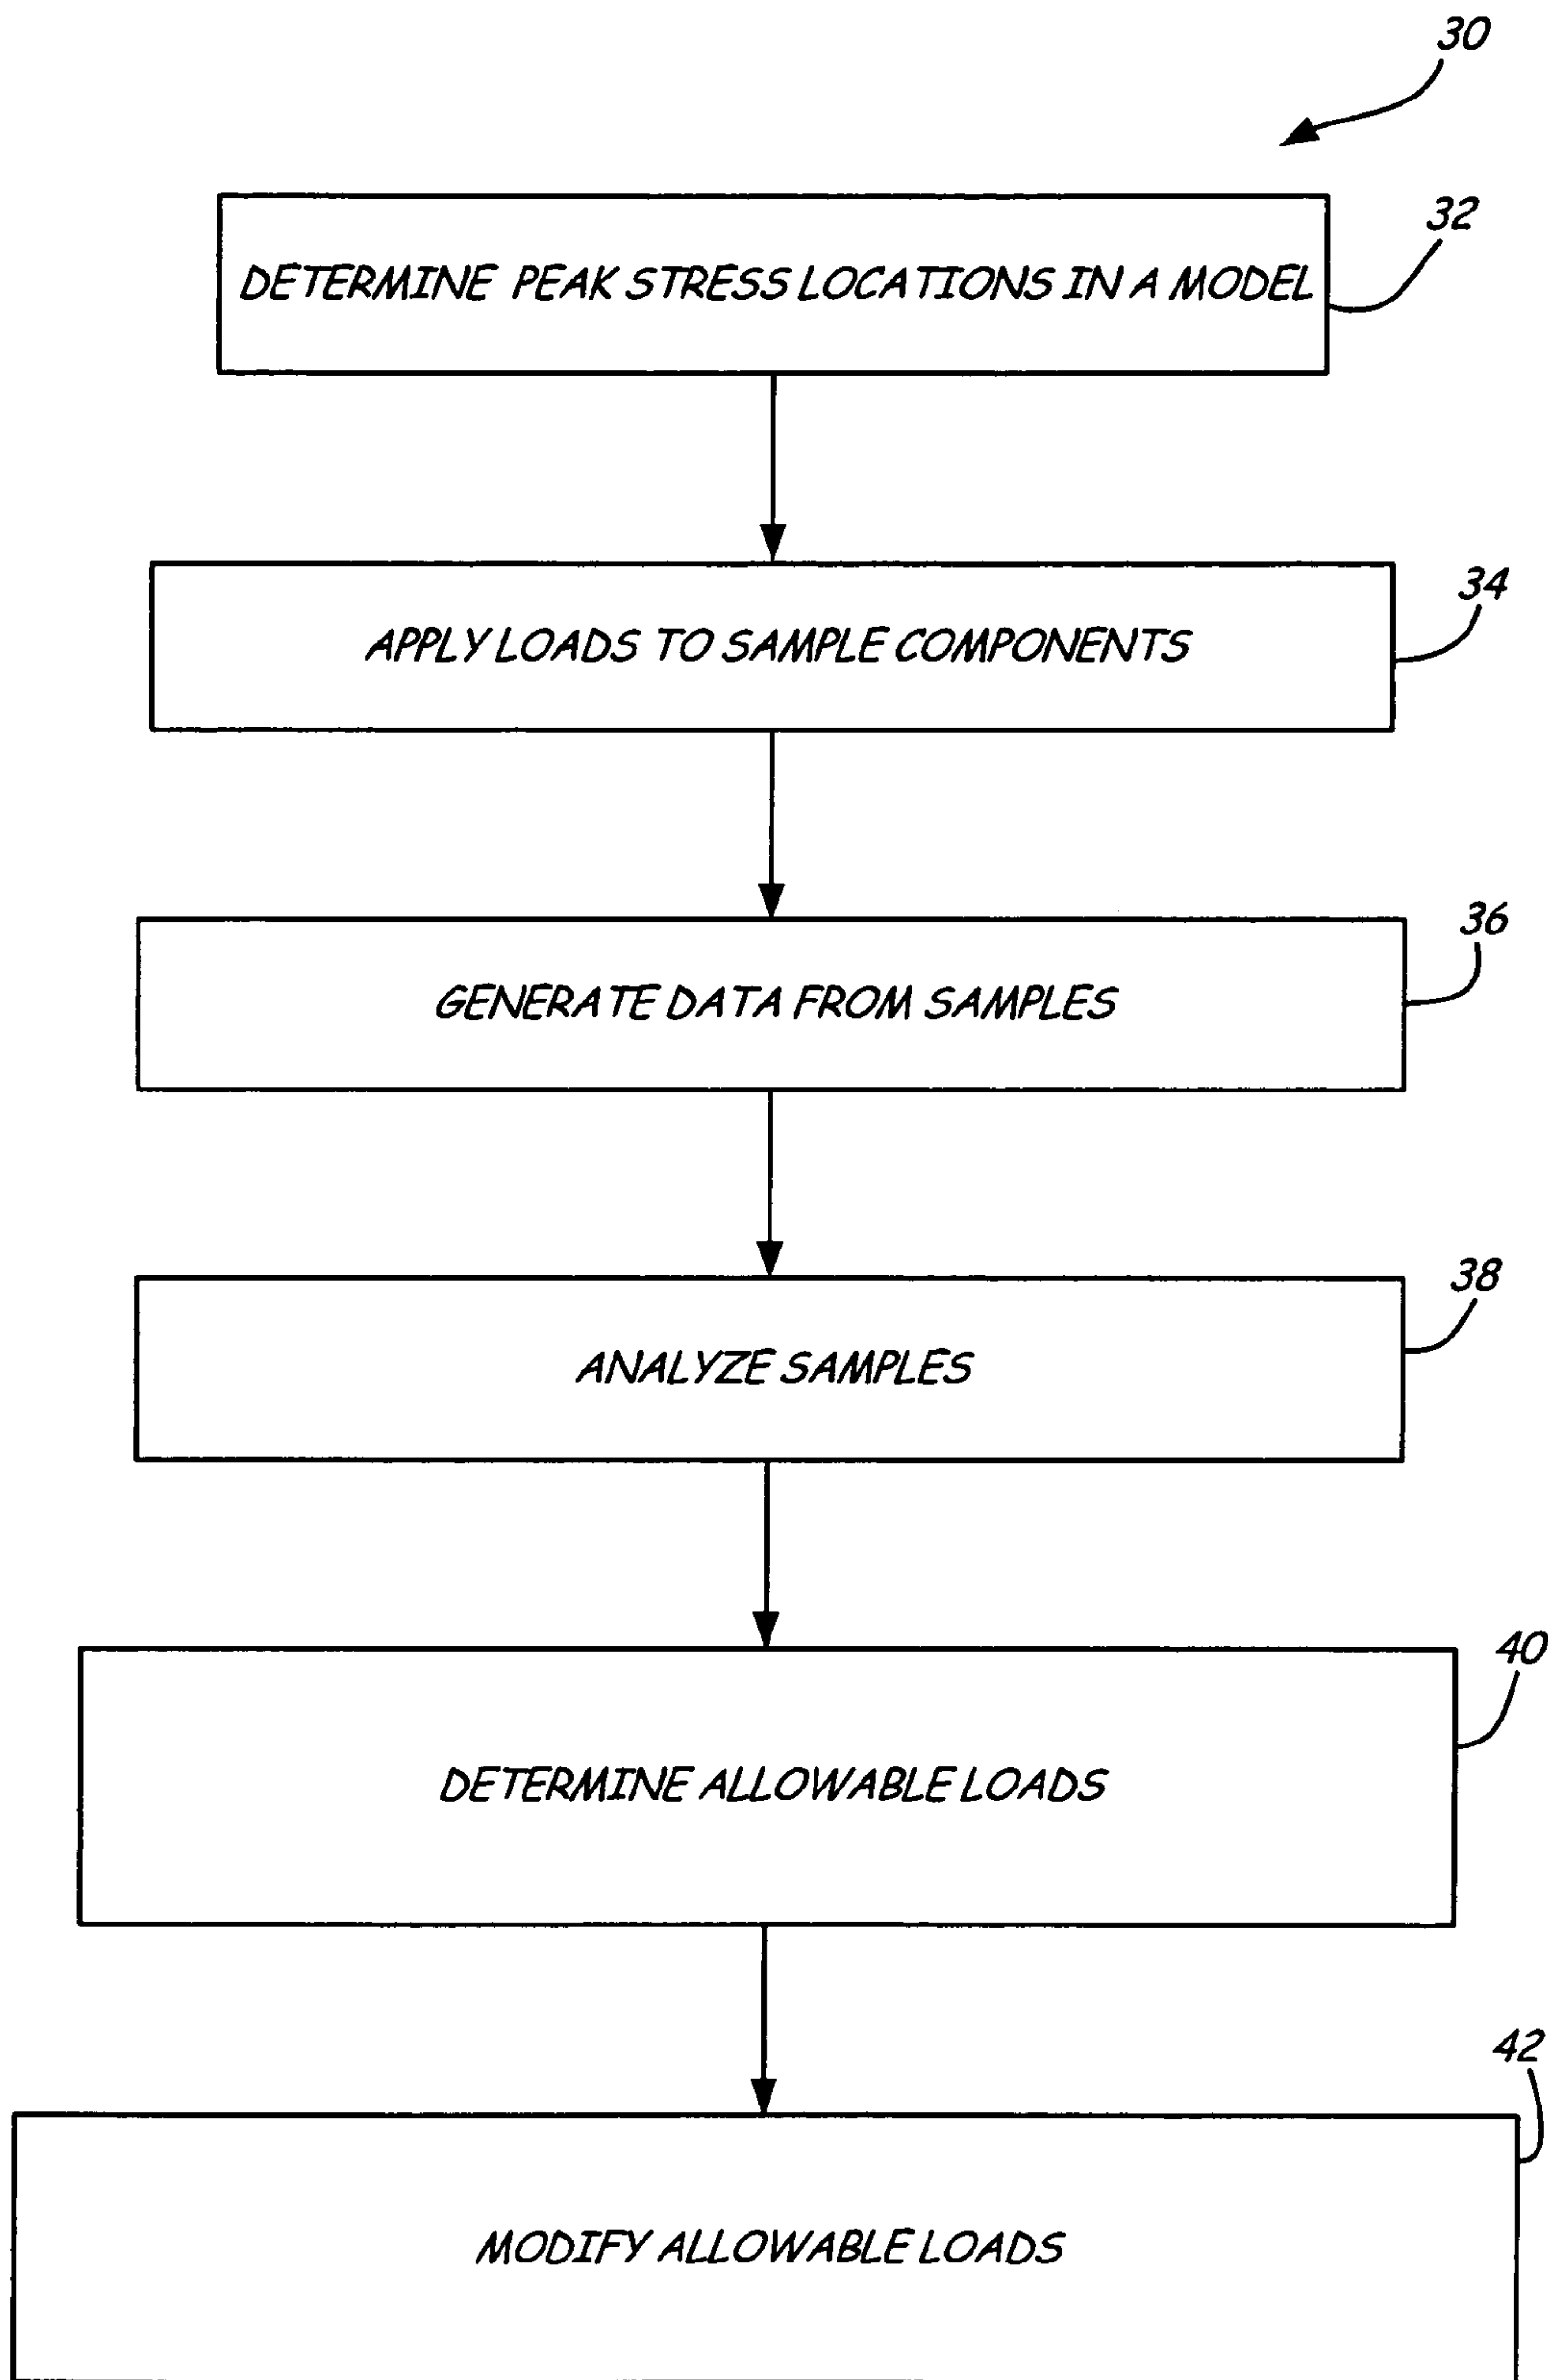 30
32
DETERMINE PEAK STRESS LOCATIONS IN A MODEL
34
APPLY LOADS TO SAMPLE COMPONENTS
36
GENERATE DATA FROM SAMPLES
38
ANALYZE SAMPLES
40
DETERMINE ALLOWABLE LOADS
42
MODIFY ALLOWABLE LOADS